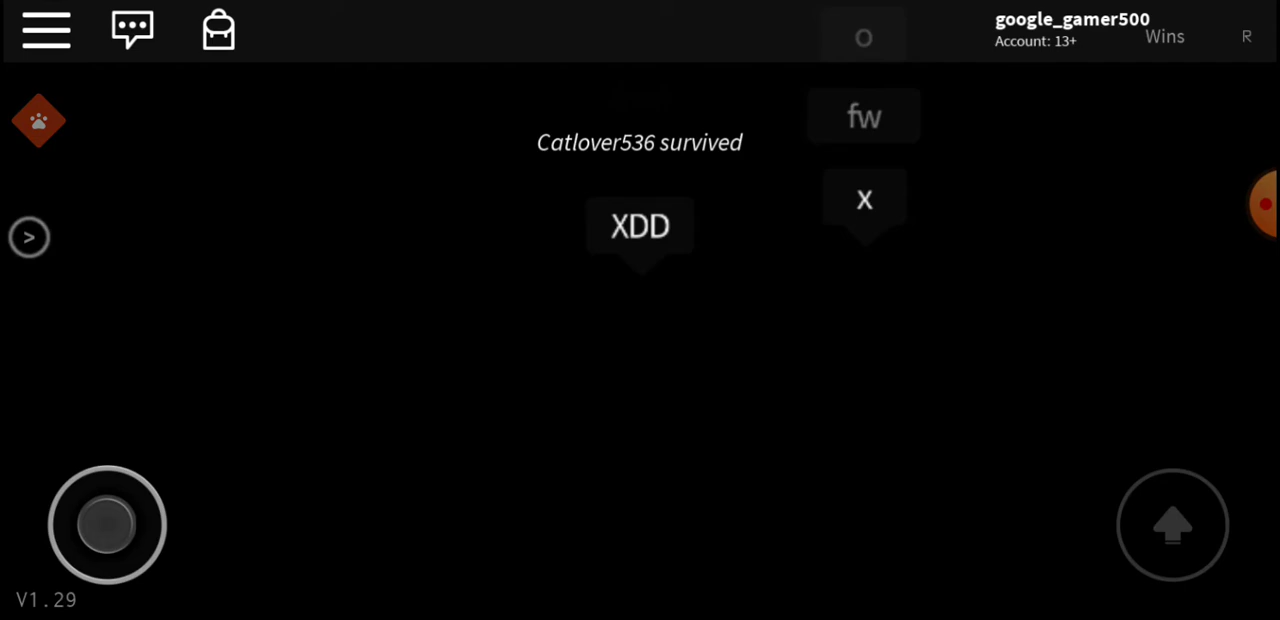 google_gamer500
Account: 13+
Wins
R
o
fw
Catlover536 survived
x
XDD
>
V1.29